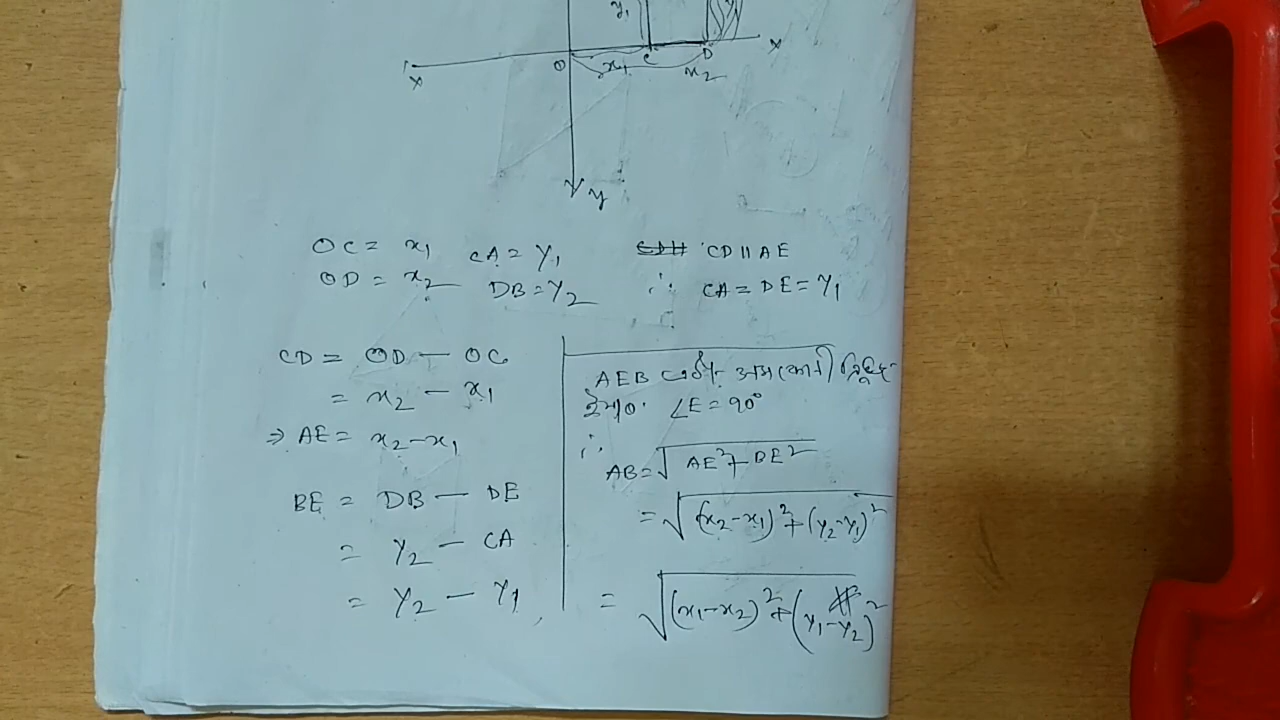 y₁
X O x₁ C D x₂ X
y
OC = x₁ CA = y₁ CD ∥ AE
OD = x₂ DB = y₂ ∴ CA = DE = y₁
CD = OD − OC
= x₂ − x₁
⇒ AE = x₂ − x₁
BE = DB − DE
= y₂ − CA
= y₂ − y₁
AEB একটি সমকোণী ত্রিভুজ
∠E = 90°
∴ AB = √AE² + BE²
= √(x₂ − x₁)² + (y₂ − y₁)²
= √(x₁ − x₂)² + (y₁ − y₂)²